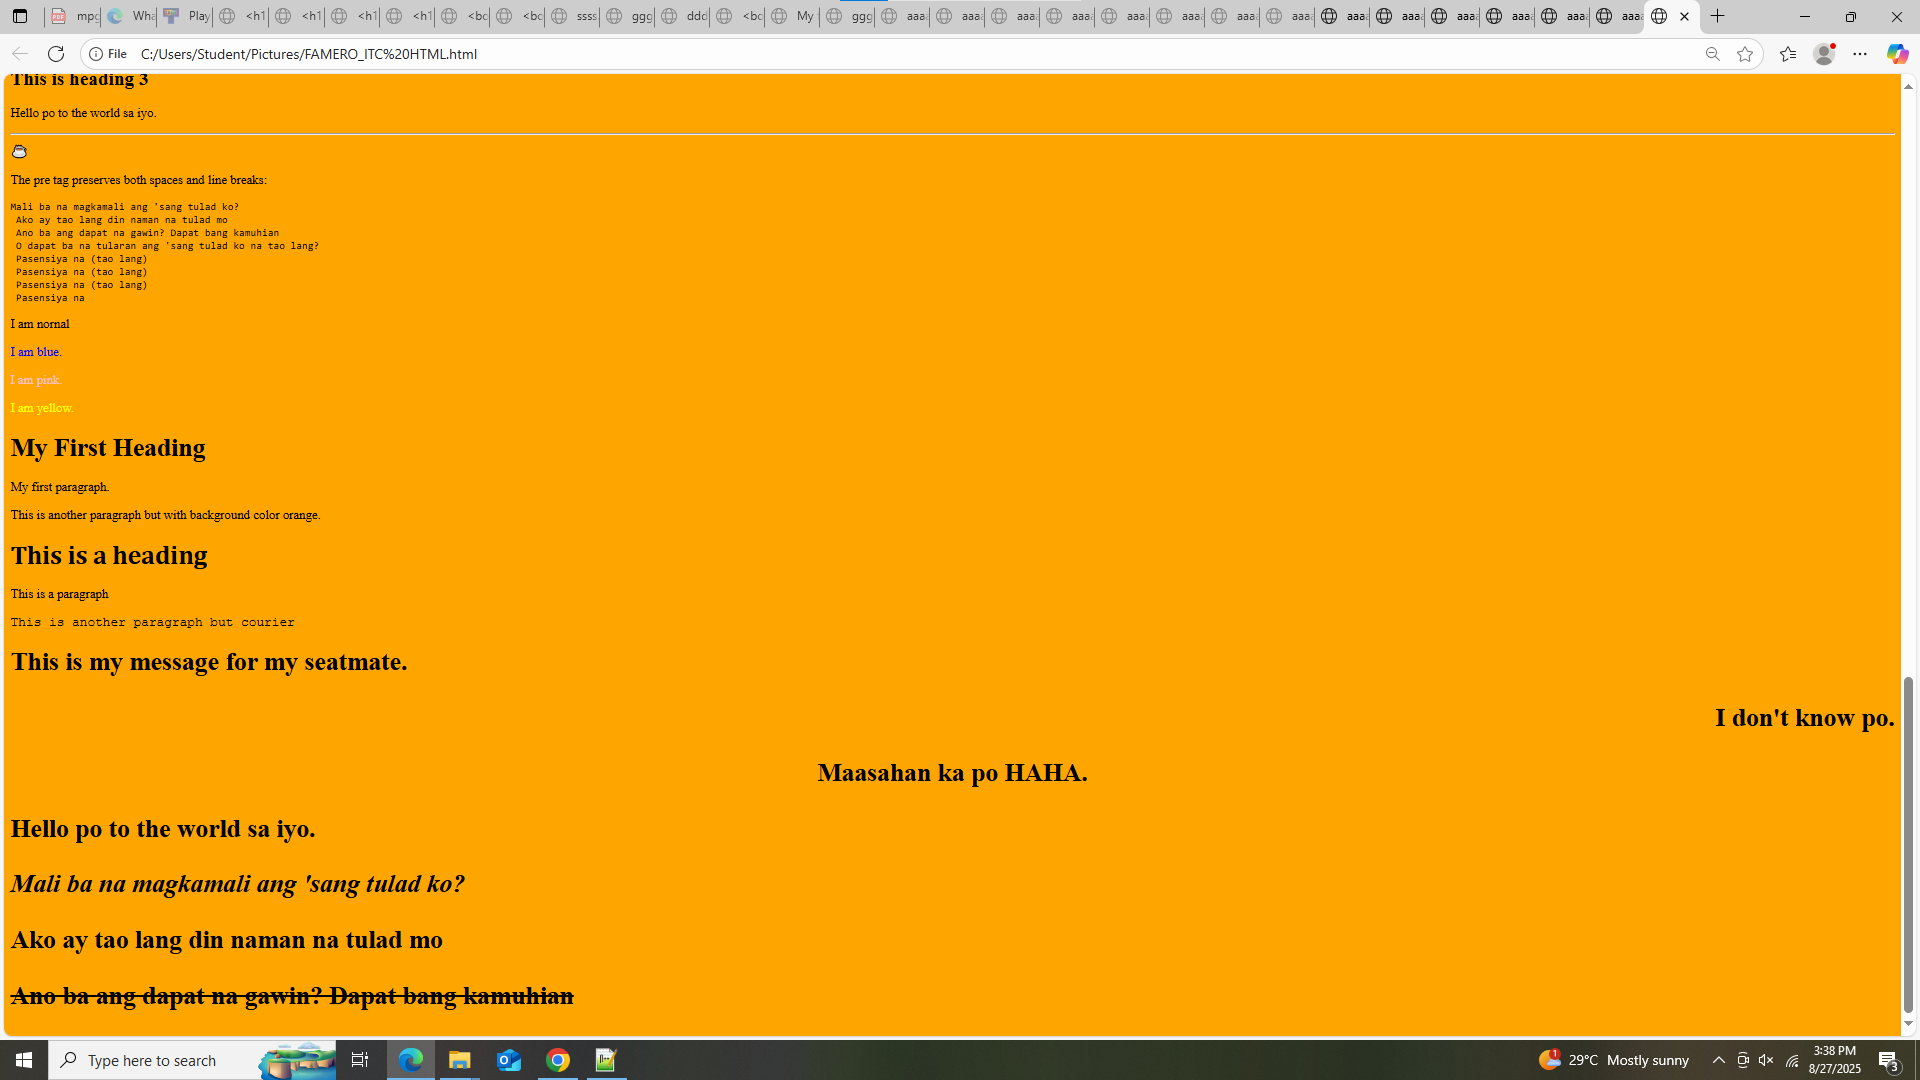 mpg
Wha
Play
<h1
<h1
<h1
<h1
<bc
<bc
ssss
ggg
ddd
<bc
My
ggg
aaa
aaa
aaa
aaa
aaa
aaa
aaa
aaa
aaa
aaa
aaa
aaa
aaa
aaa
File C:/Users/Student/Pictures/FAMERO_ITC%20HTML.html
This is heading 3
Hello po to the world sa iyo.
The pre tag preserves both spaces and line breaks:
Mali ba na magkamali ang 'sang tulad ko?
Ako ay tao lang din naman na tulad mo
Ano ba ang dapat na gawin? Dapat bang kamuhian
O dapat ba na tularan ang 'sang tulad ko na tao lang?
Pasensiya na (tao lang)
Pasensiya na (tao lang)
Pasensiya na (tao lang)
Pasensiya na
I am nornal
I am blue.
I am pink.
I am yellow.
My First Heading
My first paragraph.
This is another paragraph but with background color orange.
This is a heading
This is a paragraph
This is another paragraph but courier
This is my message for my seatmate.
I don't know po.
Maasahan ka po HAHA.
Hello po to the world sa iyo.
Mali ba na magkamali ang 'sang tulad ko?
Ako ay tao lang din naman na tulad mo
Ano ba ang dapat na gawin? Dapat bang kamuhian
Type here to search
1
29°C Mostly sunny
3:38 PM
8/27/2025
3